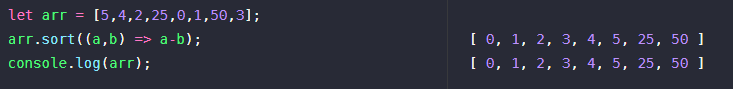 let arr = [5,4,2,25,0,1,50,3];
arr.sort((a,b) => a-b);
console.log(arr);
[ 0, 1, 2, 3, 4, 5, 25, 50 ]
[ 0, 1, 2, 3, 4, 5, 25, 50 ]